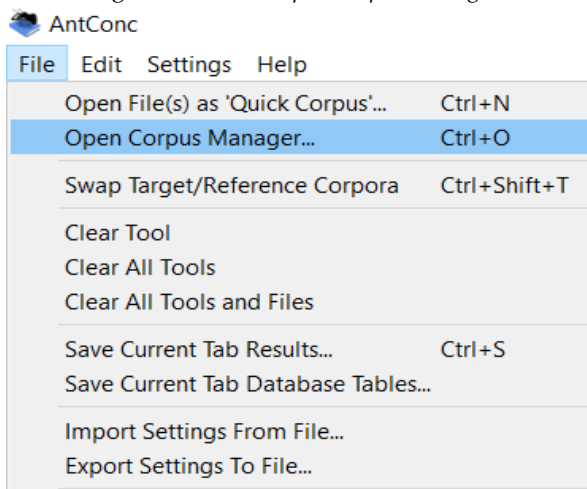 AntConc
File Edit Settings Help
Open File(s) as 'Quick Corpus'... Ctrl+N
Open Corpus Manager... Ctrl+O
Swap Target/Reference Corpora Ctrl+Shift+T
Clear Tool
Clear All Tools
Clear All Tools and Files
Save Current Tab Results... Ctrl+S
Save Current Tab Database Tables...
Import Settings From File...
Export Settings To File...